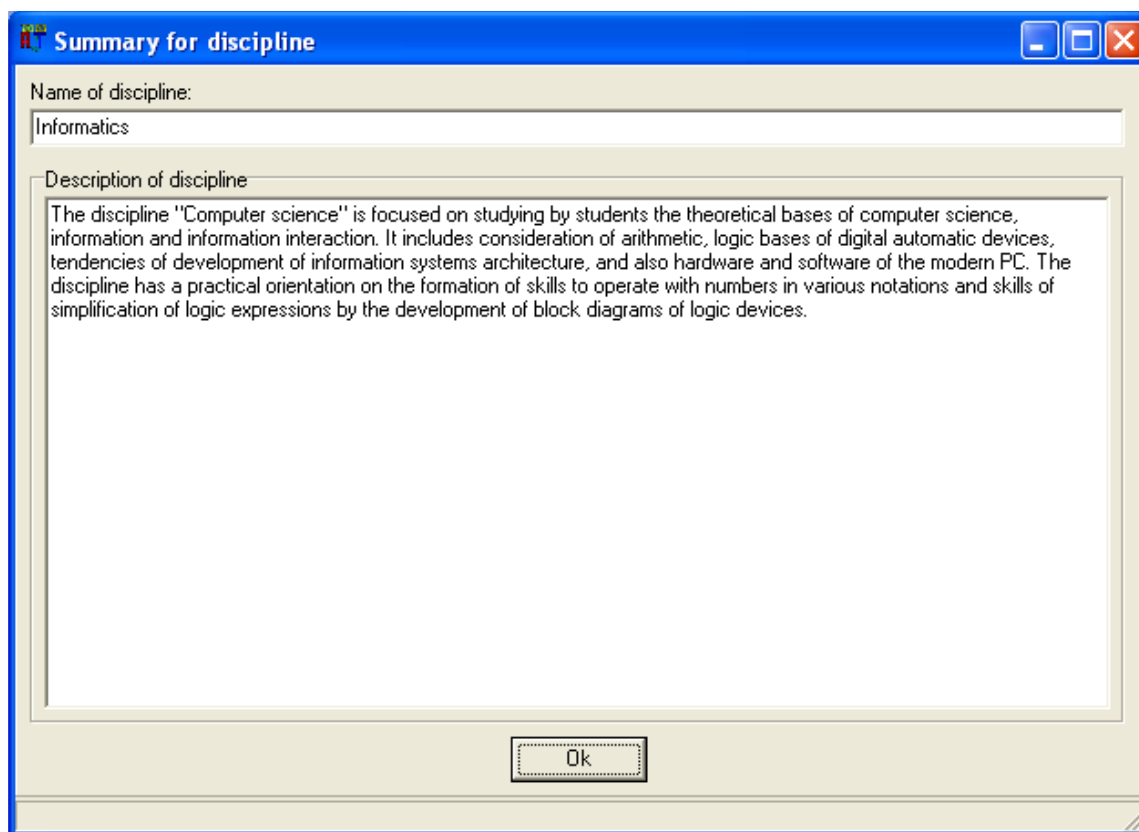 Summary for discipline
Name of discipline:
Informatics
Description of discipline
The discipline "Computer science" is focused on studying by students the theoretical bases of computer science,
information and information interaction. It includes consideration of arithmetic, logic bases of digital automatic devices,
tendencies of development of information systems architecture, and also hardware and software of the modern PC. The
discipline has a practical orientation on the formation of skills to operate with numbers in various notations and skills of
simplification of logic expressions by the development of block diagrams of logic devices.
Ok